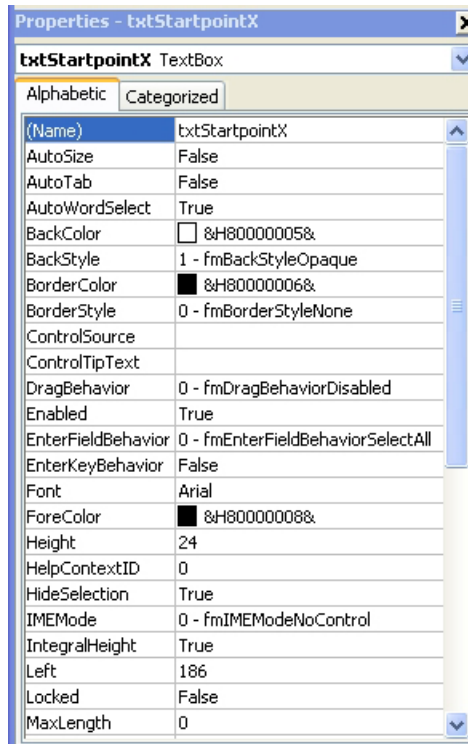 Properties - txtStartpointX
txtStartpointX TextBox
Alphabetic Categorized
(Name) txtStartpointX
AutoSize False
AutoTab False
AutoWordSelect True
BackColor &H80000005&
BackStyle 1 - fmBackStyleOpaque
BorderColor &H80000006&
BorderStyle 0 - fmBorderStyleNone
ControlSource
ControlTipText
DragBehavior 0 - fmDragBehaviorDisabled
Enabled True
EnterFieldBehavior 0 - fmEnterFieldBehaviorSelectAll
EnterKeyBehavior False
Font Arial
ForeColor &H80000008&
Height 24
HelpContextID 0
HideSelection True
IMEMode 0 - fmIMEModeNoControl
IntegralHeight True
Left 186
Locked False
MaxLength 0